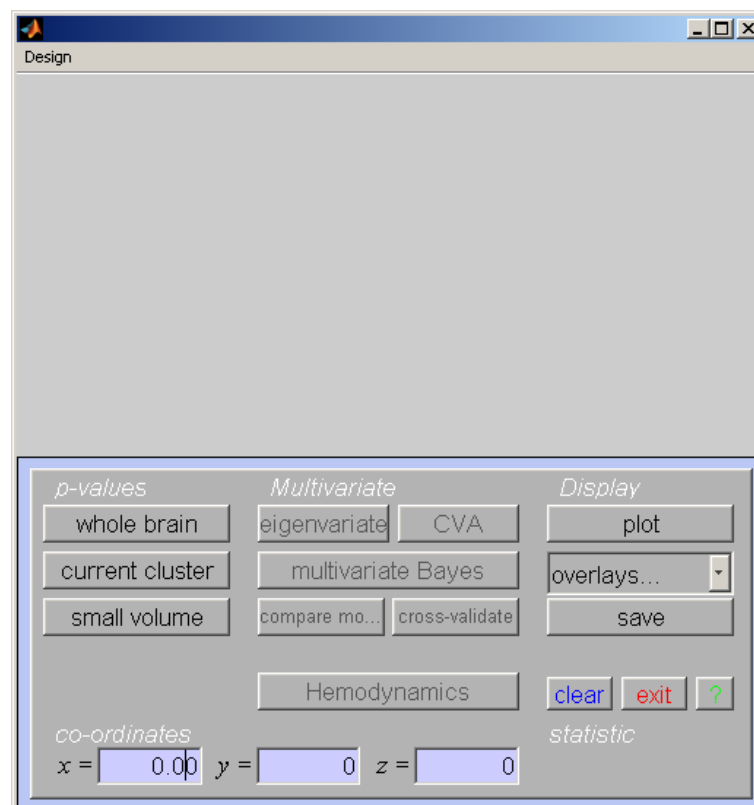 Design
p-values Multivariate Display
whole brain eigenvariate CVA plot
current cluster multivariate Bayes overlays...
small volume compare mo... cross-validate save
Hemodynamics clear exit ?
co-ordinates statistic
x = 0.00 y = 0 z = 0